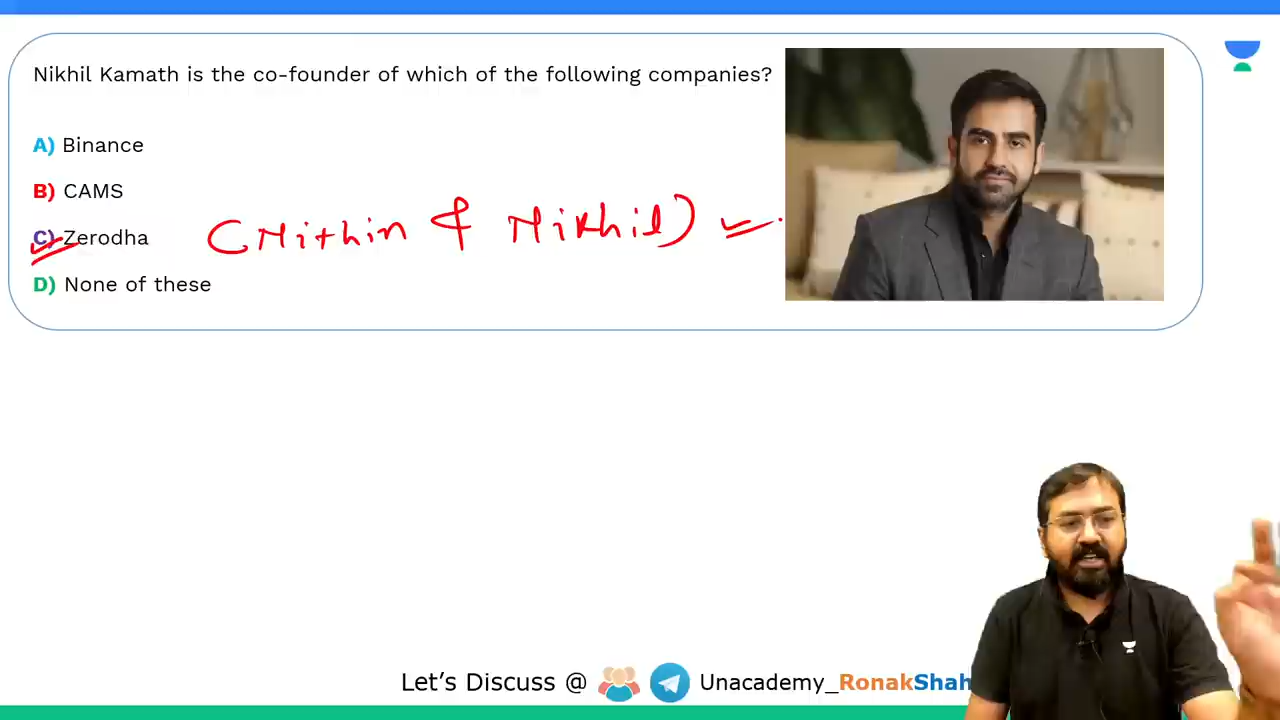 Nikhil Kamath is the co-founder of which of the following companies?
A) Binance
B) CAMS
C) Zerodha (Nithin & Nikhil)
D) None of these
Let's Discuss @ Unacademy_RonakShah